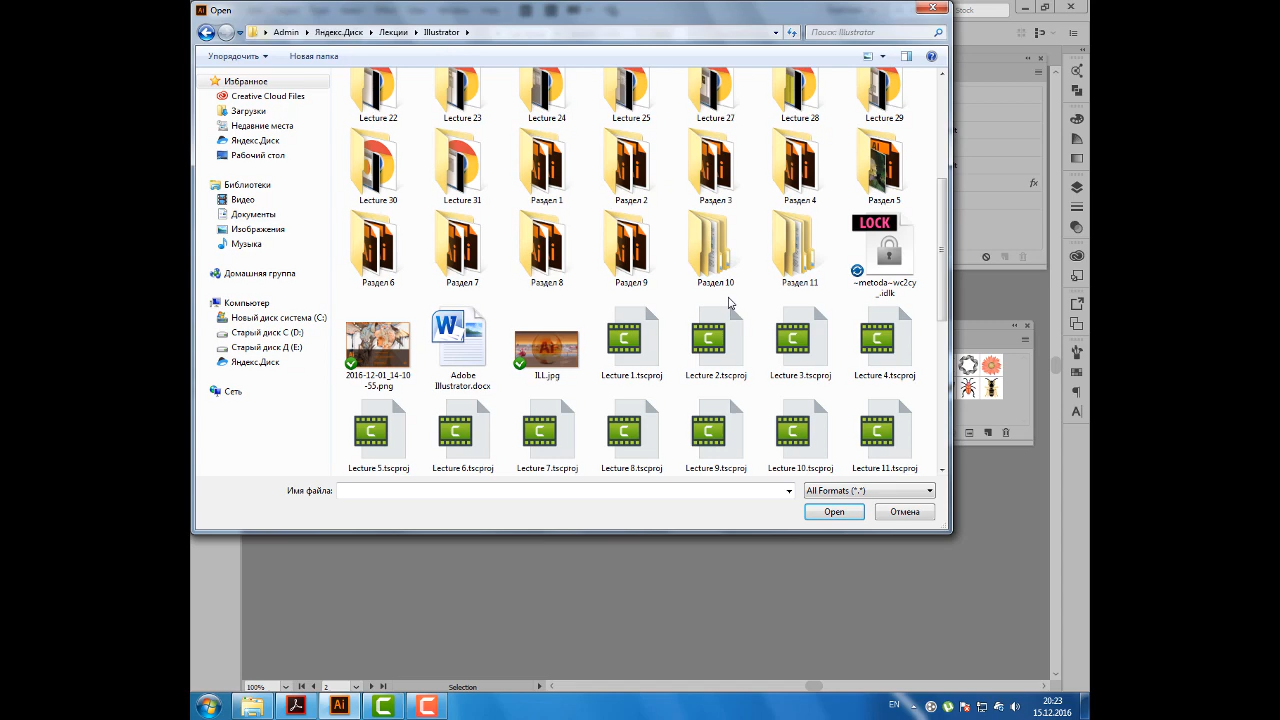 Open
Stock
Admin
Яндекс.Диск
Лекции
Illustrator
Поиск: Illustrator
Упорядочить
Новая папка
Избранное
Creative Cloud Files
Загрузки
Недавние места
Яндекс.Диск
Рабочий стол
Библиотеки
Видео
Документы
Изображения
Музыка
Домашняя группа
Компьютер
Новый диск система (C:)
Старый диск С (D:)
Старый диск Д (E:)
Яндекс.Диск
Сеть
Lecture 22
Lecture 23
Lecture 24
Lecture 25
Lecture 27
Lecture 28
Lecture 29
Lecture 30
Lecture 31
Раздел 1
Раздел 2
Раздел 3
Раздел 4
Раздел 5
Раздел 6
Раздел 7
Раздел 8
Раздел 9
Раздел 10
Раздел 11
LOCK
~metoda~wc2cy
_.idlk
2016-12-01_14-10
-55.png
Adobe
Illustrator.docx
ILL.jpg
Lecture 1.tscproj
Lecture 2.tscproj
Lecture 3.tscproj
Lecture 4.tscproj
Lecture 5.tscproj
Lecture 6.tscproj
Lecture 7.tscproj
Lecture 8.tscproj
Lecture 9.tscproj
Lecture 10.tscproj
Lecture 11.tscproj
Имя файла:
All Formats (*.*)
Open
Отмена
100%
2
Selection
EN
20:23
15.12.2016